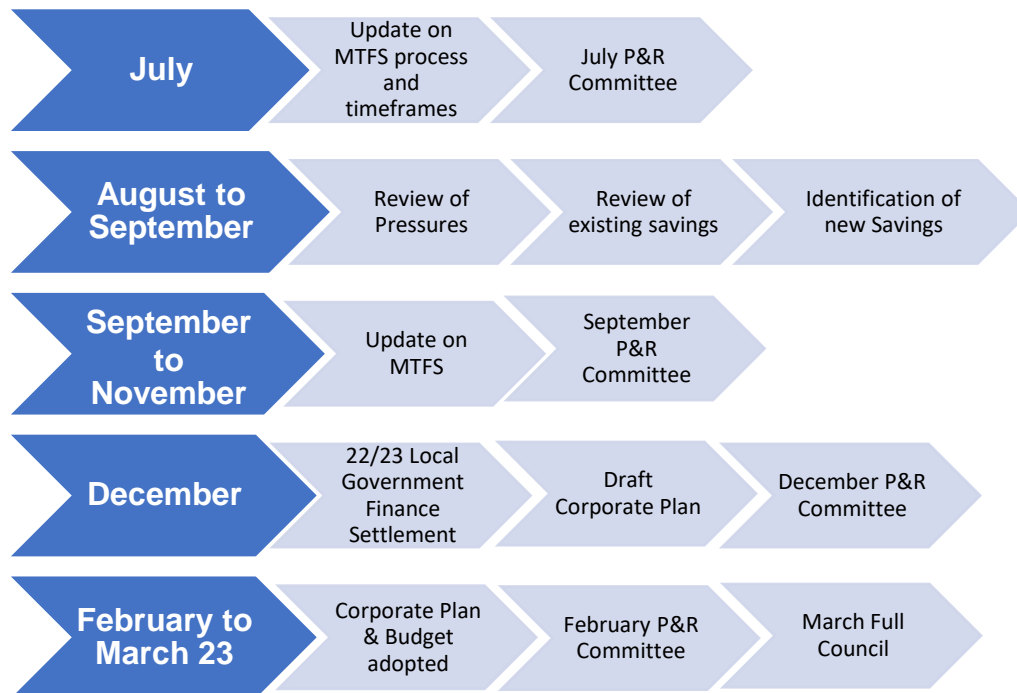 July
Update on
MTFS process
and
timeframes
July P&R
Committee
August to
September
Review of
Pressures
Review of
existing savings
Identification of
new Savings
September
to
November
Update on
MTFS
September
P&R
Committee
December
22/23 Local
Government
Finance
Settlement
Draft
Corporate Plan
December P&R
Committee
February to
March 23
Corporate Plan
& Budget
adopted
February P&R
Committee
March Full
Council